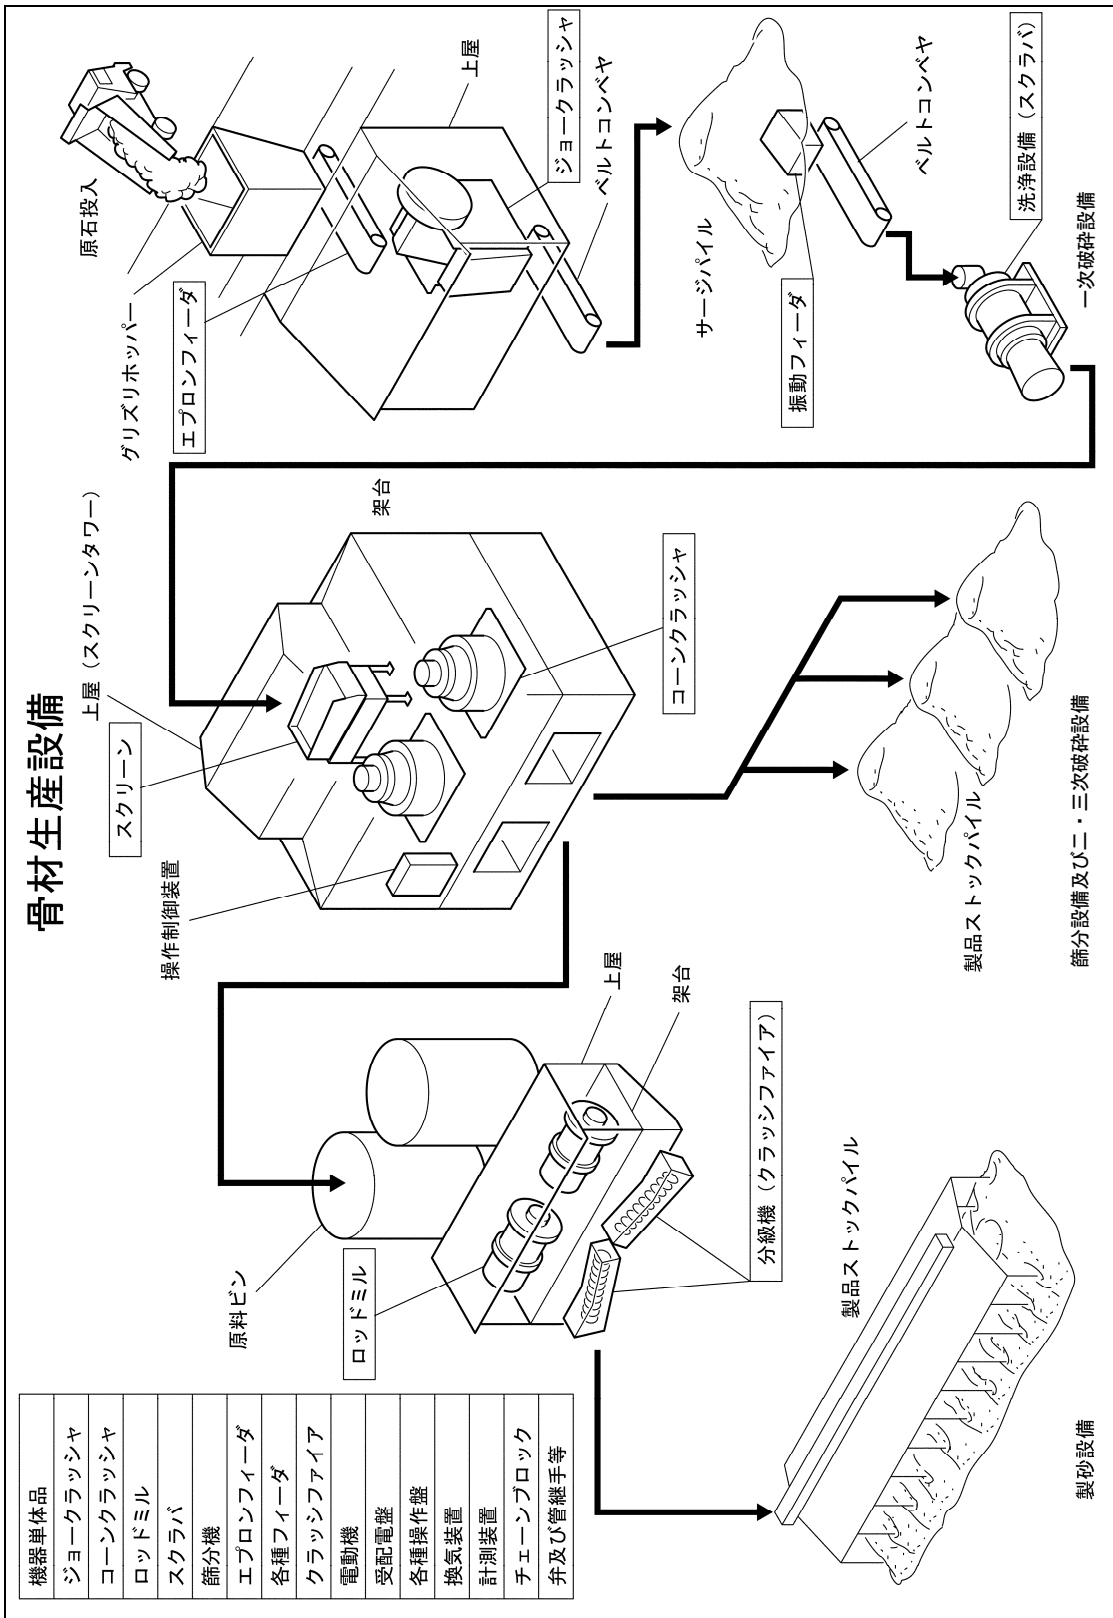 骨材生産設備
原石投入
グリズリホッパー
エプロンフィーダ
上屋
ジョークラッシャ
ベルトコンベヤ
サージパイル
振動フィーダ
ベルトコンベヤ
洗浄設備（スクラバ）
一次破砕設備
上屋（スクリーンタワー）
スクリーン
操作制御装置
架台
コーンクラッシャ
製品ストックパイル
篩分設備及び二・三次破砕設備
原料ビン
ロッドミル
上屋
架台
分級機（クラッシファイア）
製品ストックパイル
製砂設備
機器単体品
ジョークラッシャ
コーンクラッシャ
ロッドミル
スクラバ
篩分機
エプロンフィーダ
各種フィーダ
クラッシファイア
電動機
受配電盤
各種操作盤
換気装置
計測装置
チェーンブロック
弁及び管継手等